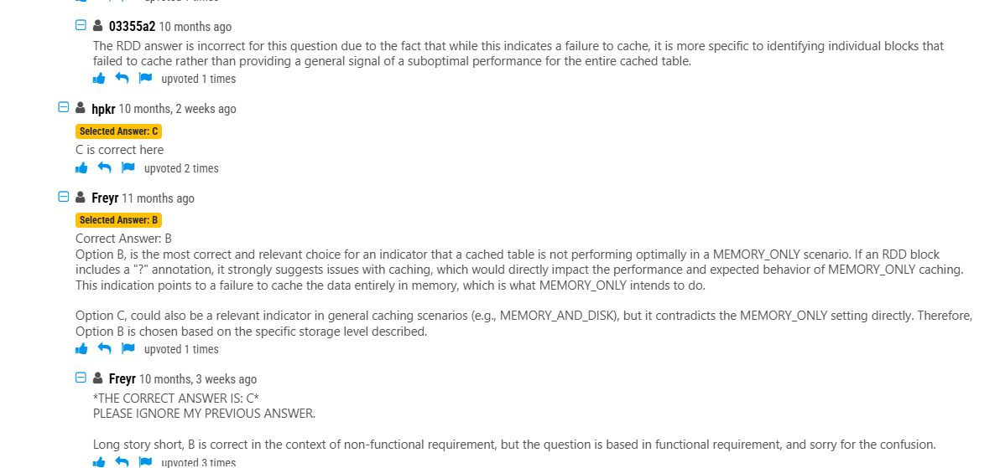 upvoted 1 times
03355a2 10 months ago
The RDD answer is incorrect for this question due to the fact that while this indicates a failure to cache, it is more specific to identifying individual blocks that
failed to cache rather than providing a general signal of a suboptimal performance for the entire cached table.
upvoted 1 times
hpkr 10 months, 2 weeks ago
Selected Answer: C
C is correct here
upvoted 2 times
Freyr 11 months ago
Selected Answer: B
Correct Answer: B
Option B, is the most correct and relevant choice for an indicator that a cached table is not performing optimally in a MEMORY_ONLY scenario. If an RDD block
includes a "?" annotation, it strongly suggests issues with caching, which would directly impact the performance and expected behavior of MEMORY_ONLY caching.
This indication points to a failure to cache the data entirely in memory, which is what MEMORY_ONLY intends to do.
Option C, could also be a relevant indicator in general caching scenarios (e.g., MEMORY_AND_DISK), but it contradicts the MEMORY_ONLY setting directly. Therefore,
Option B is chosen based on the specific storage level described.
upvoted 1 times
Freyr 10 months, 3 weeks ago
*THE CORRECT ANSWER IS: C*
PLEASE IGNORE MY PREVIOUS ANSWER.
Long story short, B is correct in the context of non-functional requirement, but the question is based in functional requirement, and sorry for the confusion.
upvoted 3 times